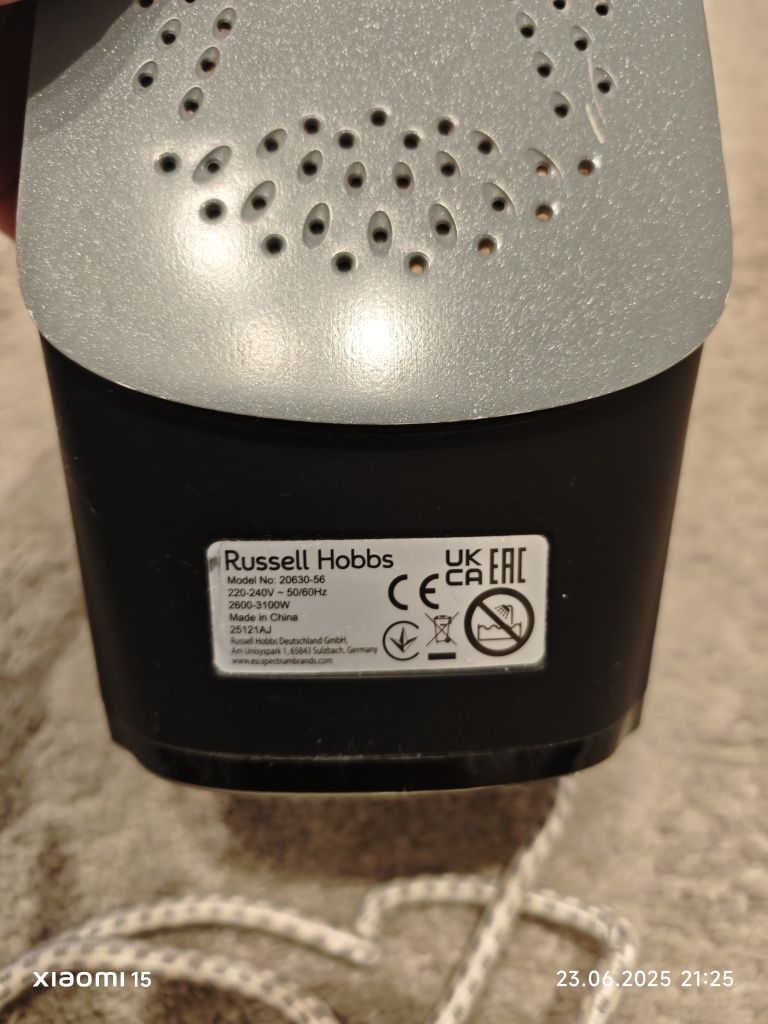 Russell Hobbs
Model No: 20630-56
220-240V ~ 50/60Hz
2600-3100W
Made in China
25121AJ
Russell Hobbs Deutschland GmbH,
Am Unisyspark 1, 65843 Sulzbach, Germany
www.eu.spectrumbrands.com
CE
UK
CA
EAC
xiaomi 15
23.06.2025 21:25